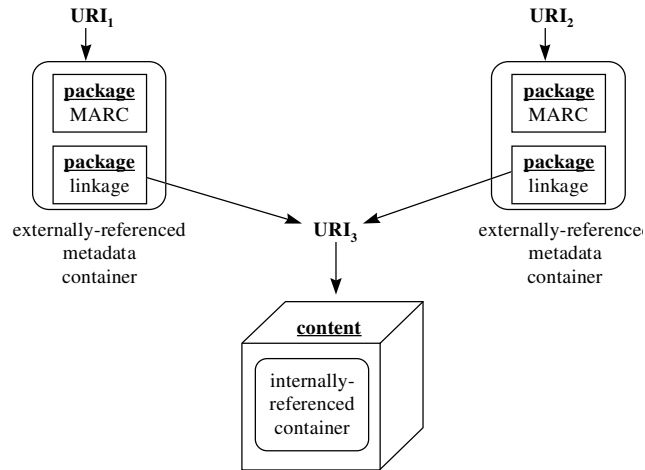 URI₁
package
MARC
package
linkage
externally-referenced
metadata
container
URI₂
package
MARC
package
linkage
externally-referenced
metadata
container
URI₃
content
internally-
referenced
container